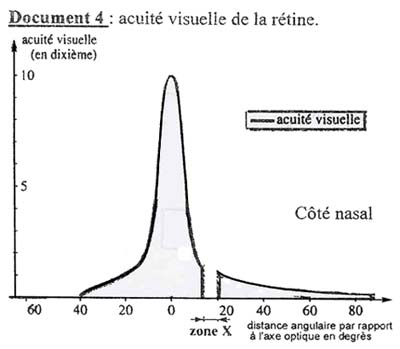 Document 4 : acuité visuelle de la rétine.
acuité visuelle
(en dixième)
10
acuité visuelle
5
Côté nasal
60 40 20 0 20 40 60 80
zone X
distance angulaire par rapport
à l'axe optique en degrès